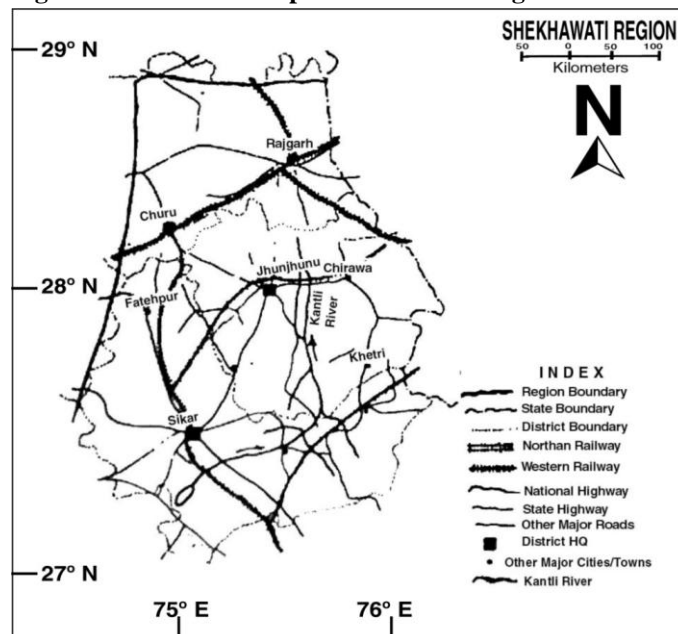 SHEKHAWATI REGION
50 0 50 100
Kilometers
N
29° N
Rajgarh
Churu
28° N
Jhunjhunu
Chirawa
Fatehpur
Kantli
River
Khetri
Sikar
INDEX
Region Boundary
State Boundary
District Boundary
Northan Railway
Western Railway
National Highway
State Highway
Other Major Roads
District HQ
Other Major Cities/Towns
Kantli River
27° N
75° E
76° E